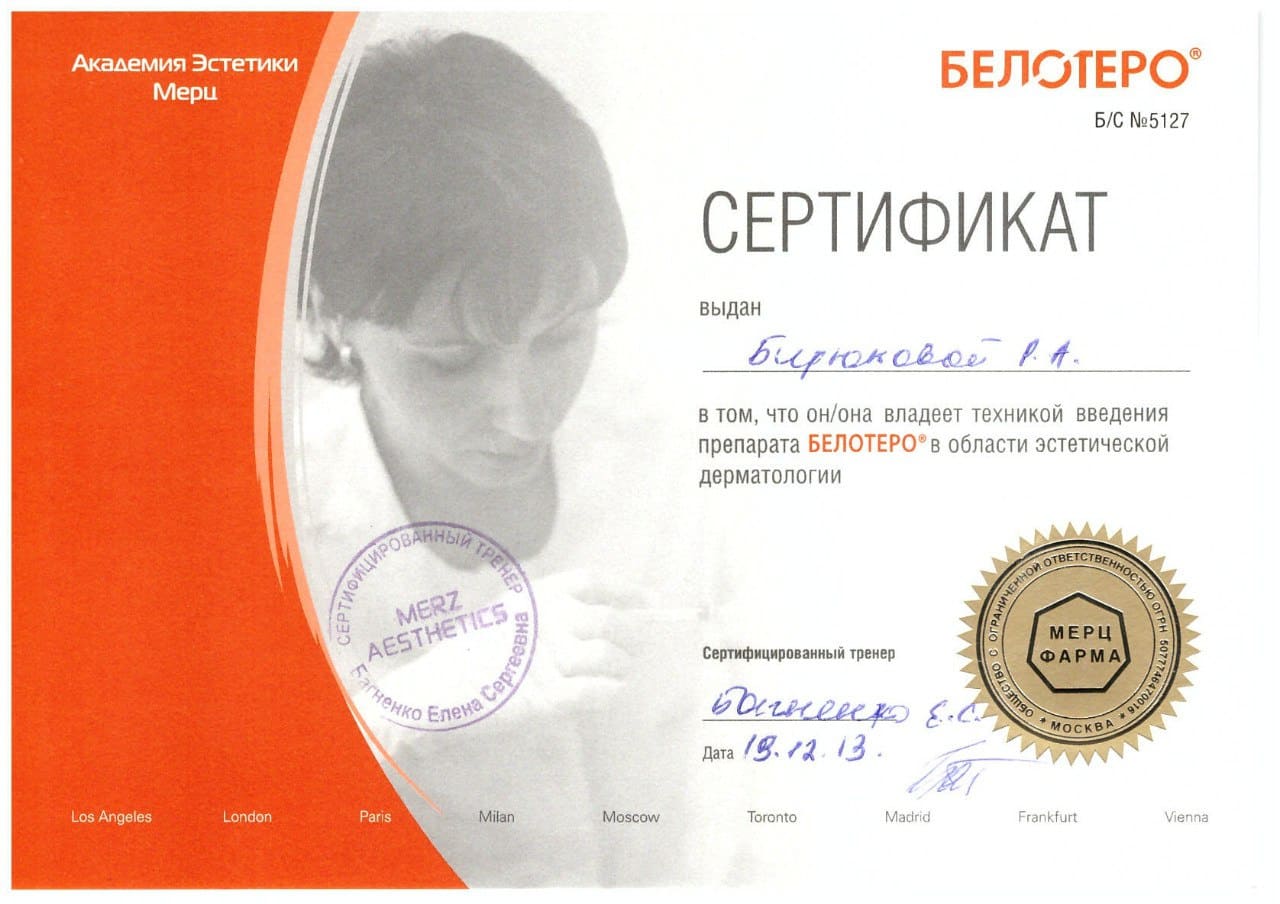 Академия Эстетики
Мерц
БЕЛОТЕРО®
Б/С №5127
СЕРТИФИКАТ
выдан
Бирюковой Р. А.
в том, что он/она владеет техникой введения
препарата БЕЛОТЕРО® в области эстетической
дерматологии
СЕРТИФИЦИРОВАННЫЙ ТРЕНЕР
MERZ
AESTHETICS
Багненко Елена Сергеевна
ОБЩЕСТВО С ОГРАНИЧЕННОЙ ОТВЕТСТВЕННОСТЬЮ ОГРН 5077746470016
МЕРЦ
ФАРМА
* МОСКВА *
Сертифицированный тренер
Багненко Е. С.
Дата 19.12.13.
Los Angeles London Paris Milan Moscow Toronto Madrid Frankfurt Vienna